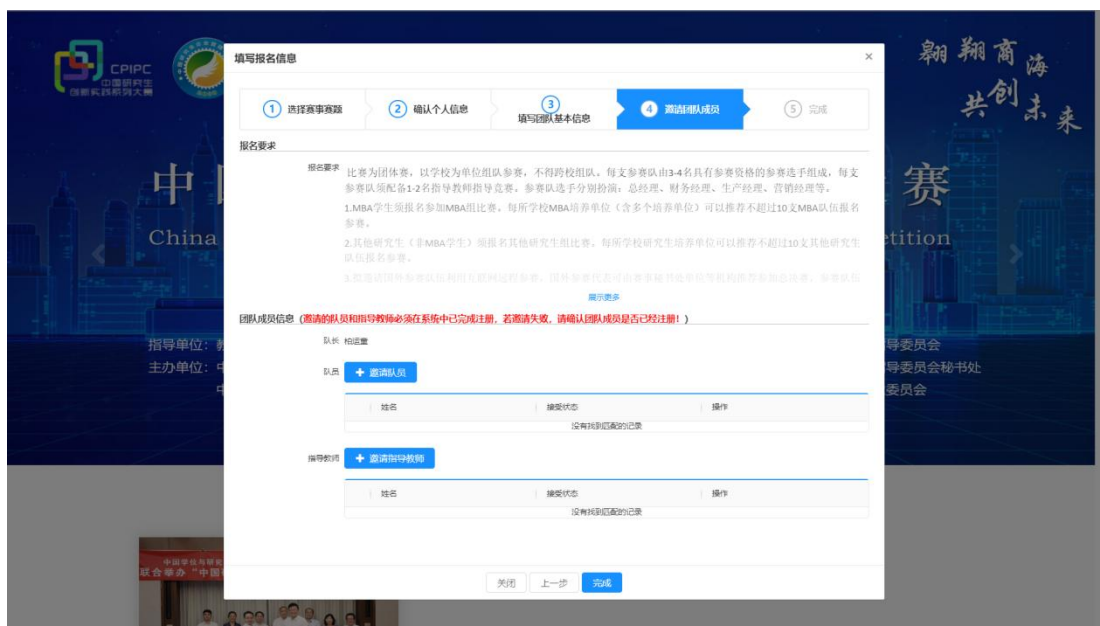 CPIPC
中国研究生
创新实践系列大赛
翱翔商海
共创未来
中
赛
China
etition
填写报名信息
×
1 选择赛事赛题
2 确认个人信息
3 填写团队基本信息
4 邀请团队成员
5 完成
报名要求
报名要求 比赛为团体赛，以学校为单位组队参赛，不得跨校组队。每支参赛队由3-4名具有参赛资格的参赛选手组成，每支
参赛队须配备1-2名指导教师指导竞赛。参赛队选手分别扮演：总经理、财务经理、生产经理、营销经理等。
1.MBA学生须报名参加MBA组比赛。每所学校MBA培养单位（含多个培养单位）可以推荐不超过10支MBA队伍报名
参赛。
2.其他研究生（非MBA学生）须报名其他研究生组比赛。每所学校研究生培养单位可以推荐不超过10支其他研究生
队伍报名参赛。
展示更多
团队成员信息（邀请的队员和指导教师必须在系统中已完成注册，若邀请失败，请确认团队成员是否已经注册！）
队长 柏运童
队员 + 邀请队员
姓名 接受状态 操作
没有找到匹配的记录
指导教师 + 邀请指导教师
姓名 接受状态 操作
没有找到匹配的记录
关闭 上一步 完成
指导单位：
导委员会
主办单位：
导委员会秘书处
委员会
中国学位与研究
联合举办“中国